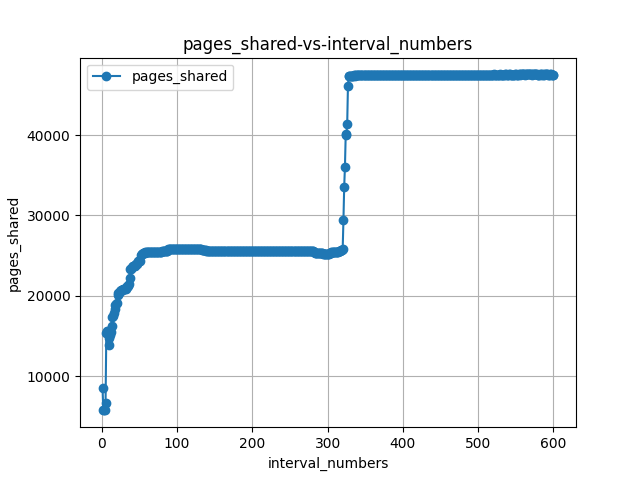 pages_shared-vs-interval_numbers
pages_shared
40000
30000
20000
10000
pages_shared
0 100 200 300 400 500 600
interval_numbers